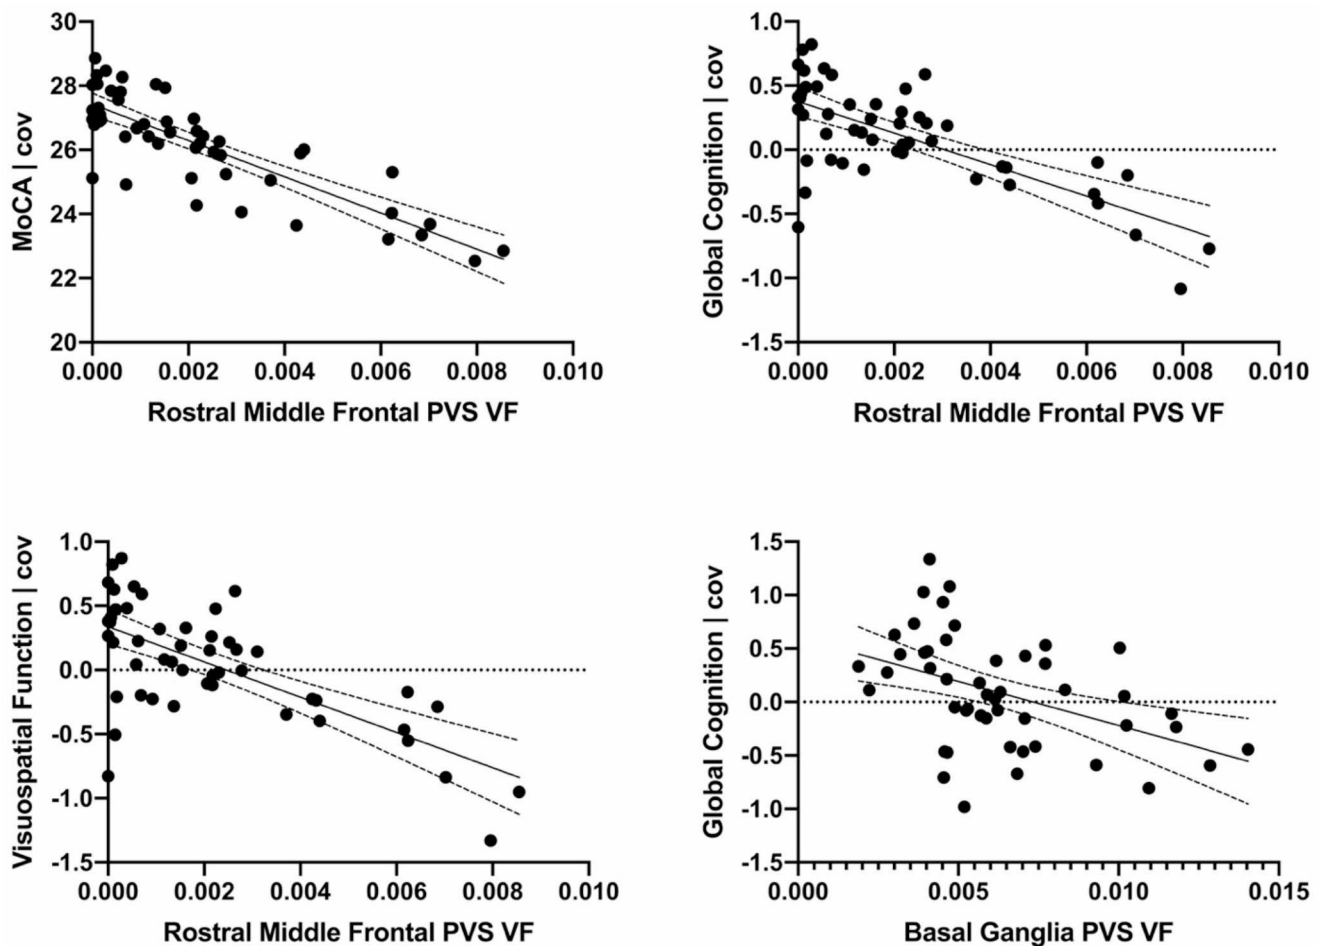 30
28
26
24
22
20
MoCA | cov
0.000 0.002 0.004 0.006 0.008 0.010
Rostral Middle Frontal PVS VF
1.0
0.5
0.0
-0.5
-1.0
-1.5
Global Cognition | cov
0.000 0.002 0.004 0.006 0.008 0.010
Rostral Middle Frontal PVS VF
1.0
0.5
0.0
-0.5
-1.0
-1.5
Visuospatial Function | cov
0.000 0.002 0.004 0.006 0.008 0.010
Rostral Middle Frontal PVS VF
1.5
1.0
0.5
0.0
-0.5
-1.0
-1.5
Global Cognition | cov
0.000 0.005 0.010 0.015
Basal Ganglia PVS VF